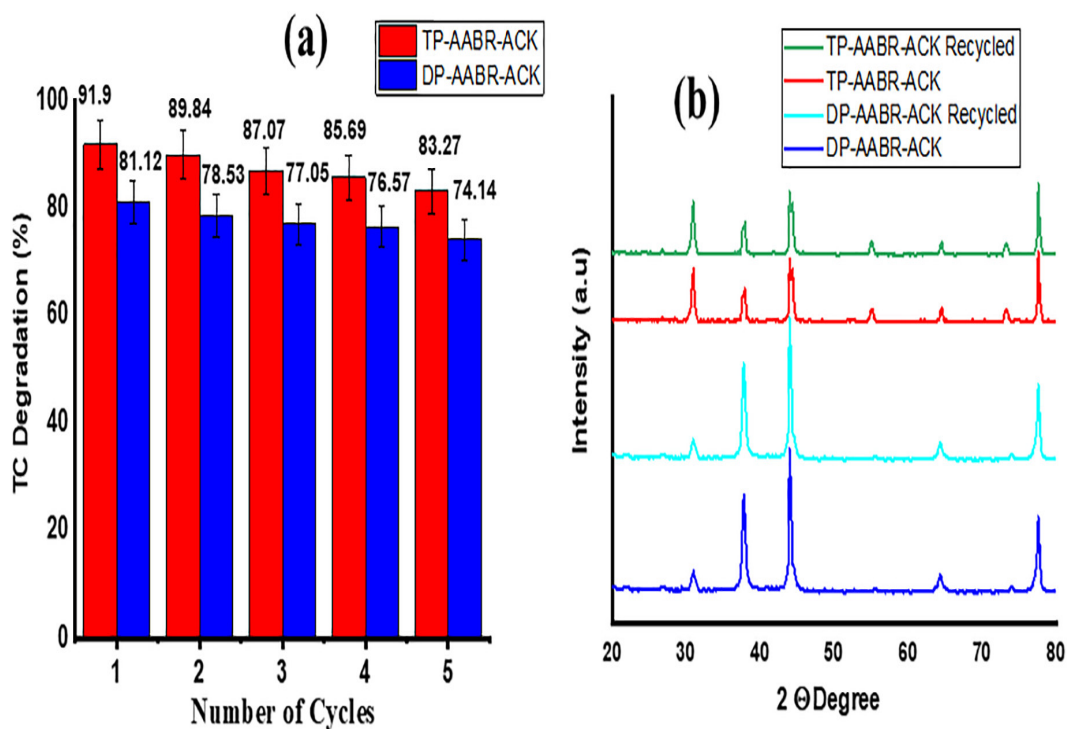 (a)
TP-AABR-ACK
DP-AABR-ACK
TC Degradation (%)
100
80
60
40
20
0
91.9
81.12
89.84
78.53
87.07
77.05
85.69
76.57
83.27
74.14
1 2 3 4 5
Number of Cycles
(b)
TP-AABR-ACK Recycled
TP-AABR-ACK
DP-AABR-ACK Recycled
DP-AABR-ACK
Intensity (a.u)
20 30 40 50 60 70 80
2 ΘDegree